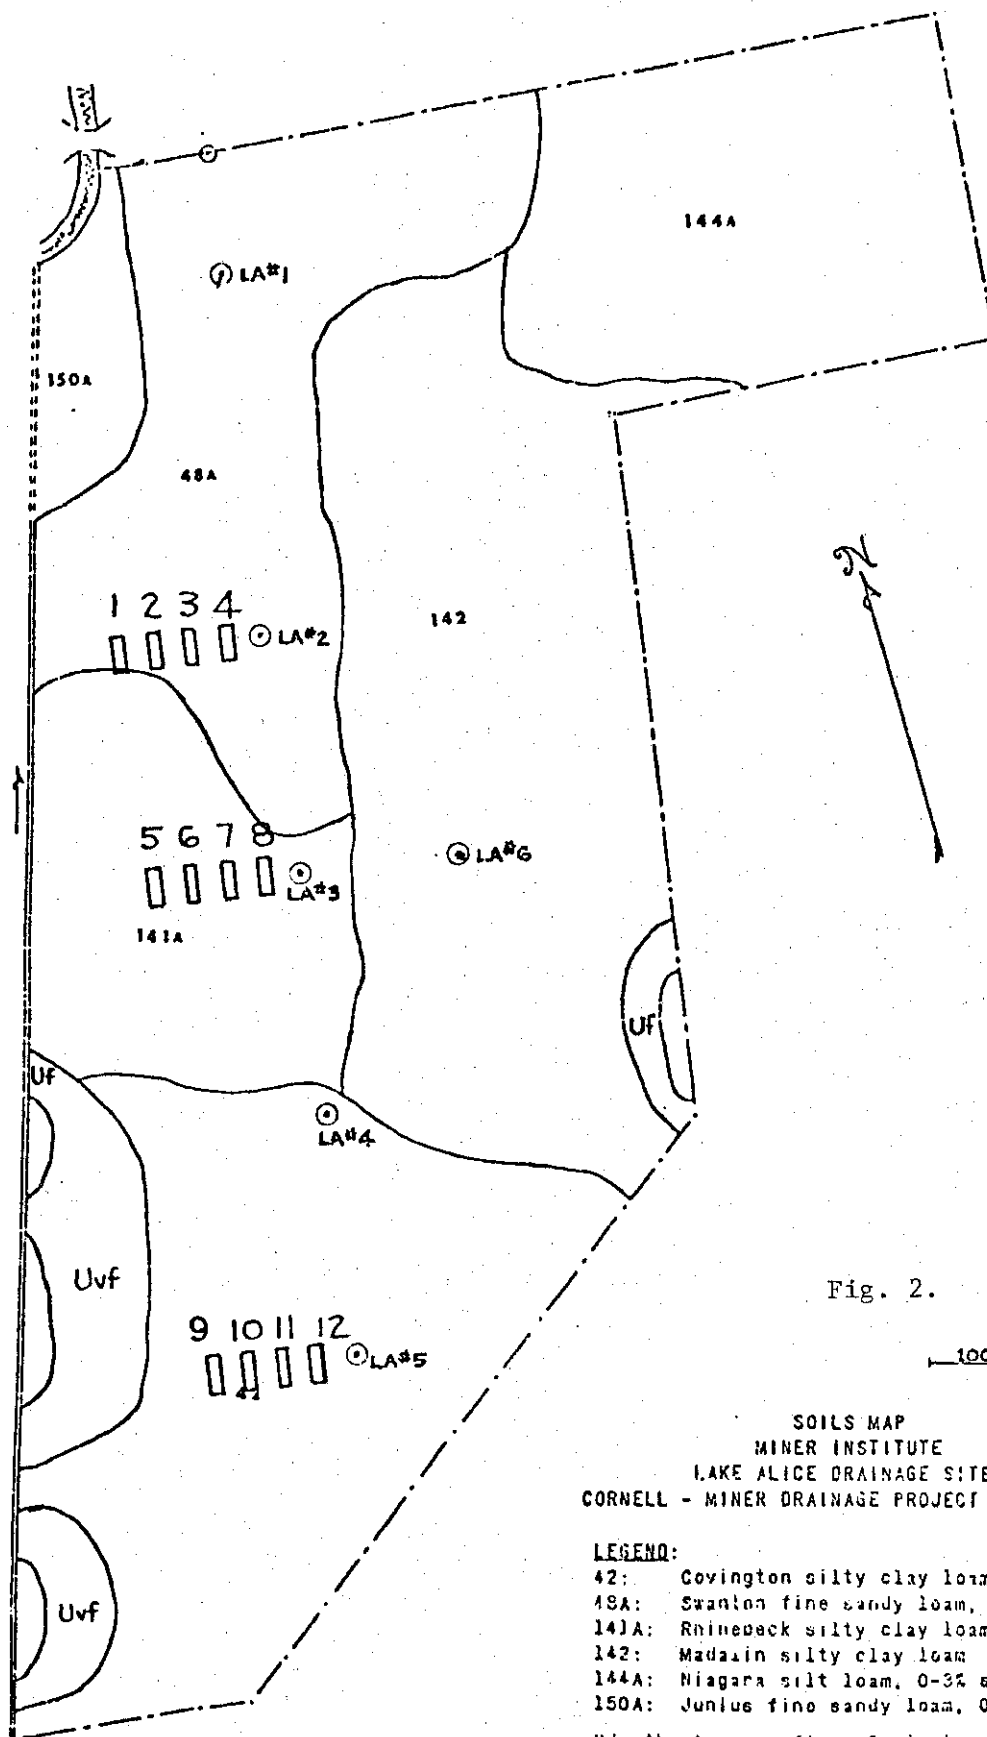 144A
LA#1
150A
48A
1 2 3 4
LA#2
142
N
5 6 7 8
LA#3
LA#6
141A
Uf
Uf
LA#4
Uvf
Fig. 2.
9 10 11 12
LA#5
42
100
Uvf
SOILS MAP
MINER INSTITUTE
LAKE ALICE DRAINAGE SITE
CORNELL - MINER DRAINAGE PROJECT
LEGEND:
42: Covington silty clay loam
48A: Swanton fine sandy loam,
141A: Rhinebeck silty clay loam
142: Madalin silty clay loam
144A: Niagara silt loam, 0-3% s
150A: Junius fine sandy loam, 0